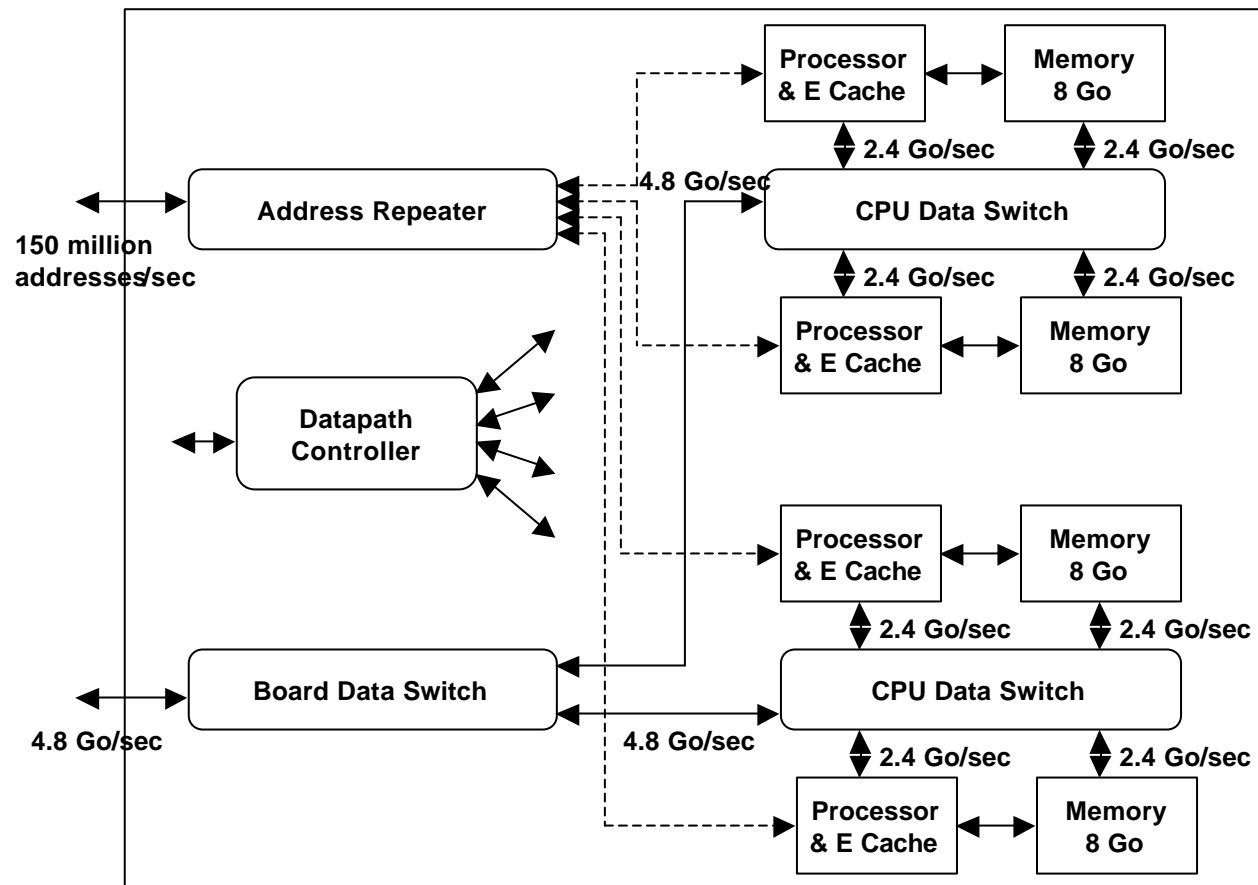 Processor
& E Cache
Memory
8 Go
2.4 Go/sec
2.4 Go/sec
Address Repeater
4.8 Go/sec
CPU Data Switch
150 million
addresses/sec
2.4 Go/sec
2.4 Go/sec
Processor
& E Cache
Memory
8 Go
Datapath
Controller
Processor
& E Cache
Memory
8 Go
2.4 Go/sec
2.4 Go/sec
Board Data Switch
CPU Data Switch
4.8 Go/sec
4.8 Go/sec
2.4 Go/sec
2.4 Go/sec
Processor
& E Cache
Memory
8 Go